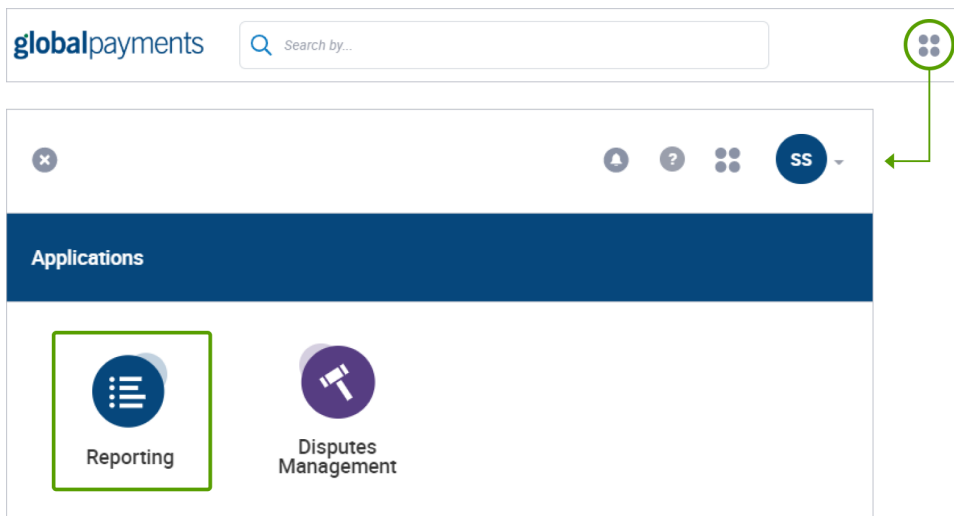 globalpayments
Search by...
?
SS
Applications
Reporting
Disputes
Management